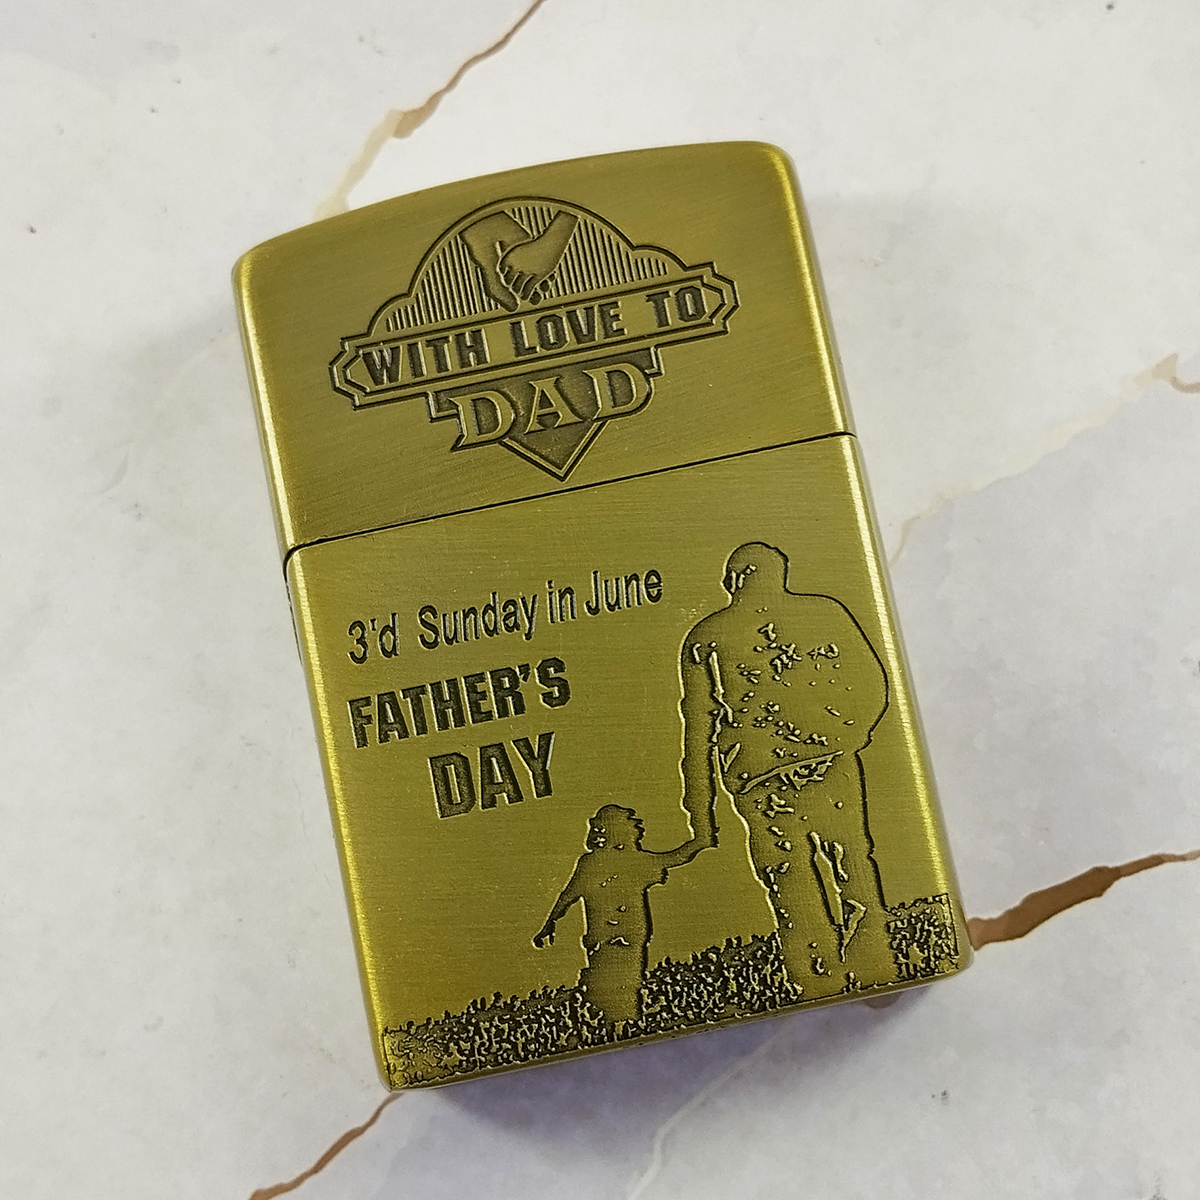 WITH LOVE TO
DAD
3'd Sunday in June
FATHER'S
DAY